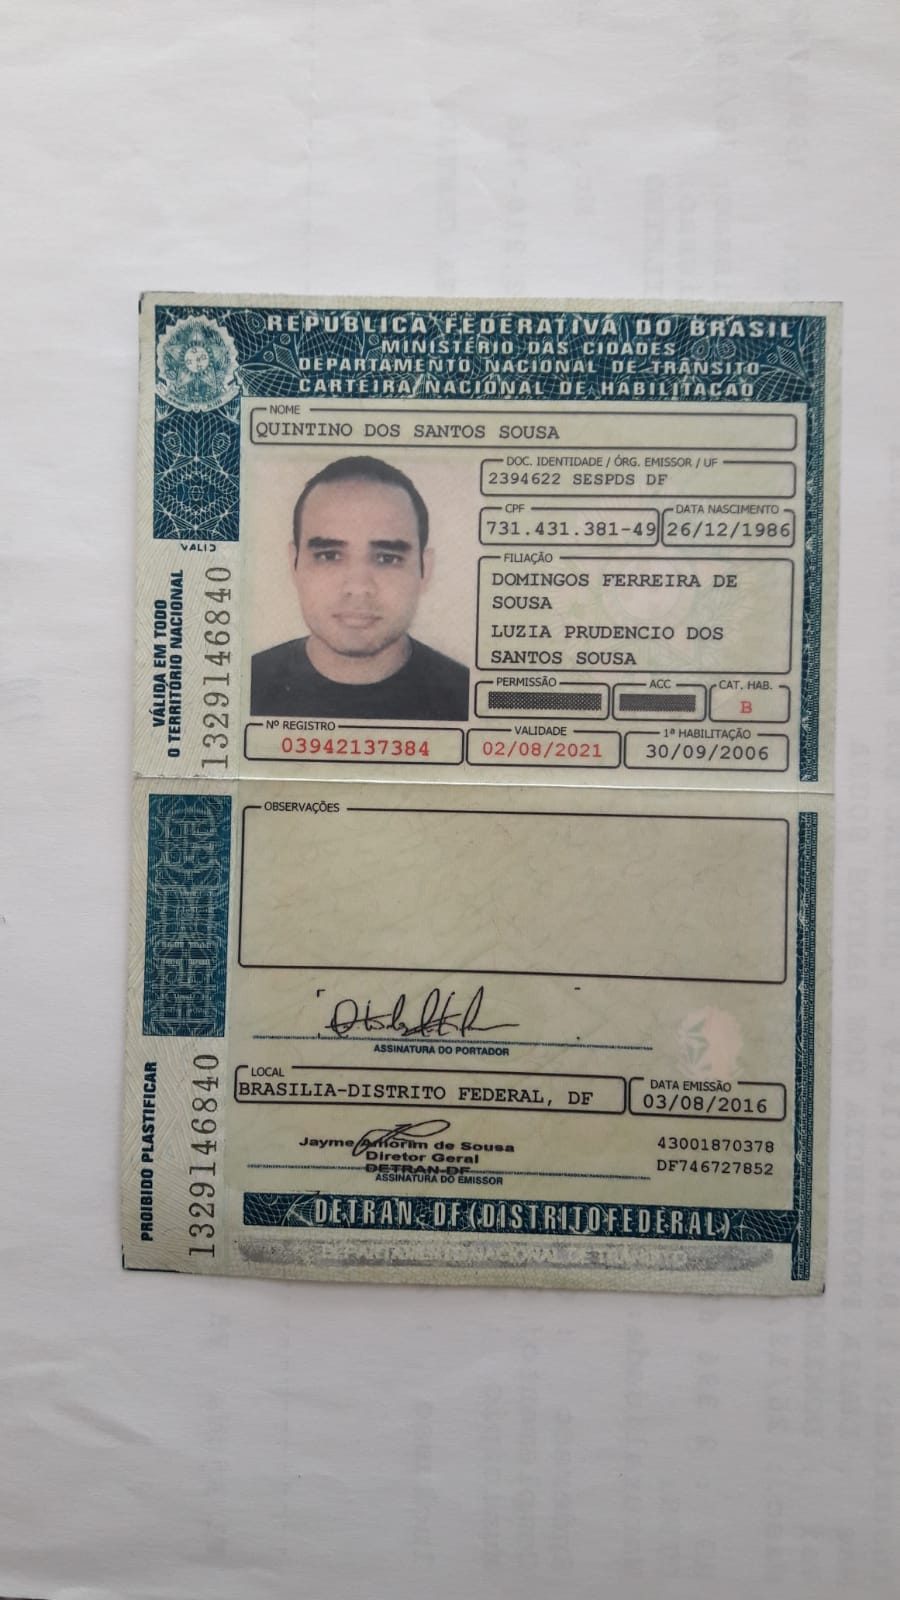 REPÚBLICA FEDERATIVA DO BRASIL
MINISTÉRIO DAS CIDADES
DEPARTAMENTO NACIONAL DE TRÂNSITO
CARTEIRA NACIONAL DE HABILITAÇÃO
NOME
QUINTINO DOS SANTOS SOUSA
DOC. IDENTIDADE / ÓRG. EMISSOR / UF
2394622 SESPDS DF
CPF
731.431.381-49
DATA NASCIMENTO
26/12/1986
FILIAÇÃO
DOMINGOS FERREIRA DE
SOUSA
LUZIA PRUDENCIO DOS
SANTOS SOUSA
PERMISSÃO
ACC
CAT. HAB.
B
Nº REGISTRO
03942137384
VALIDADE
02/08/2021
1ª HABILITAÇÃO
30/09/2006
VÁLIDA EM TODO
O TERRITÓRIO NACIONAL
1329146840
OBSERVAÇÕES
ASSINATURA DO PORTADOR
LOCAL
BRASILIA-DISTRITO FEDERAL, DF
DATA EMISSÃO
03/08/2016
Jayme Amorim de Sousa
Diretor Geral
DETRAN-DF
ASSINATURA DO EMISSOR
43001870378
DF746727852
PROIBIDO PLASTIFICAR
1329146840
DETRAN, DF (DISTRITO FEDERAL)
DEPARTAMENTO NACIONAL DE TRÂNSITO